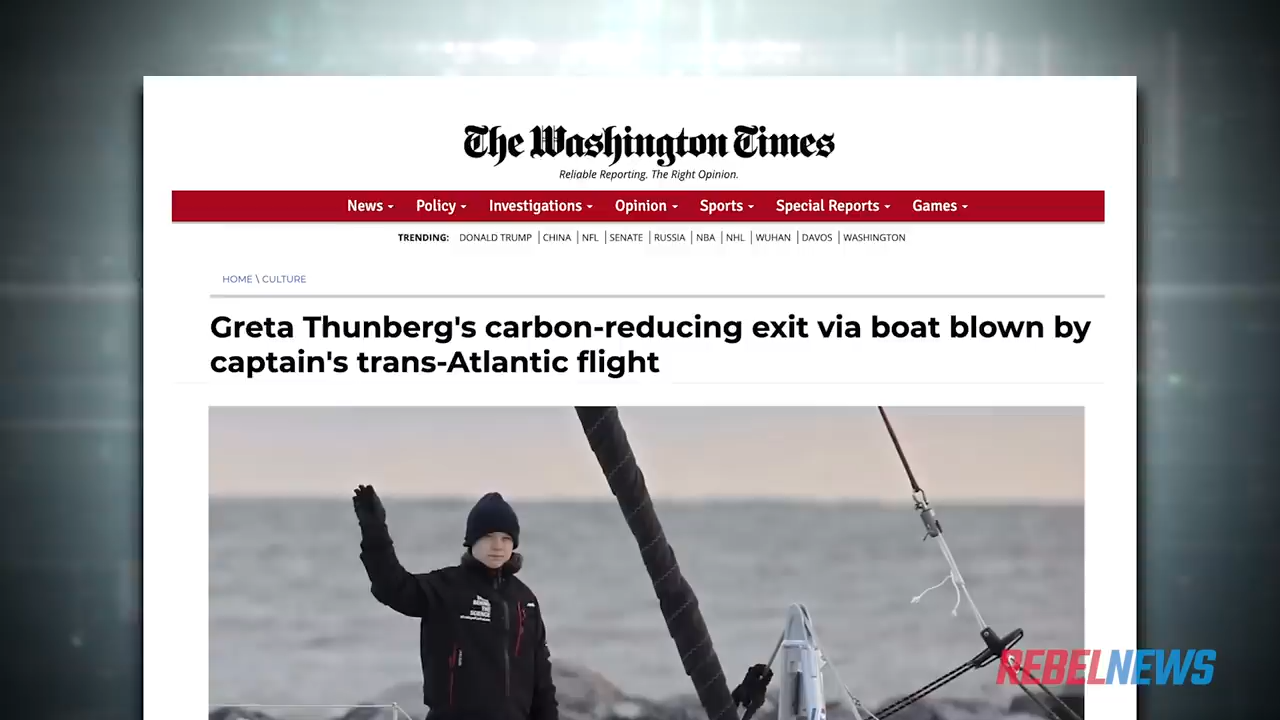 The Washington Times
Reliable Reporting. The Right Opinion.
News Policy Investigations Opinion Sports Special Reports Games
TRENDING: DONALD TRUMP | CHINA | NFL | SENATE | RUSSIA | NBA | NHL | WUHAN | DAVOS | WASHINGTON
HOME \ CULTURE
Greta Thunberg's carbon-reducing exit via boat blown by
captain's trans-Atlantic flight
THE
SCIENCE
REBELNEWS